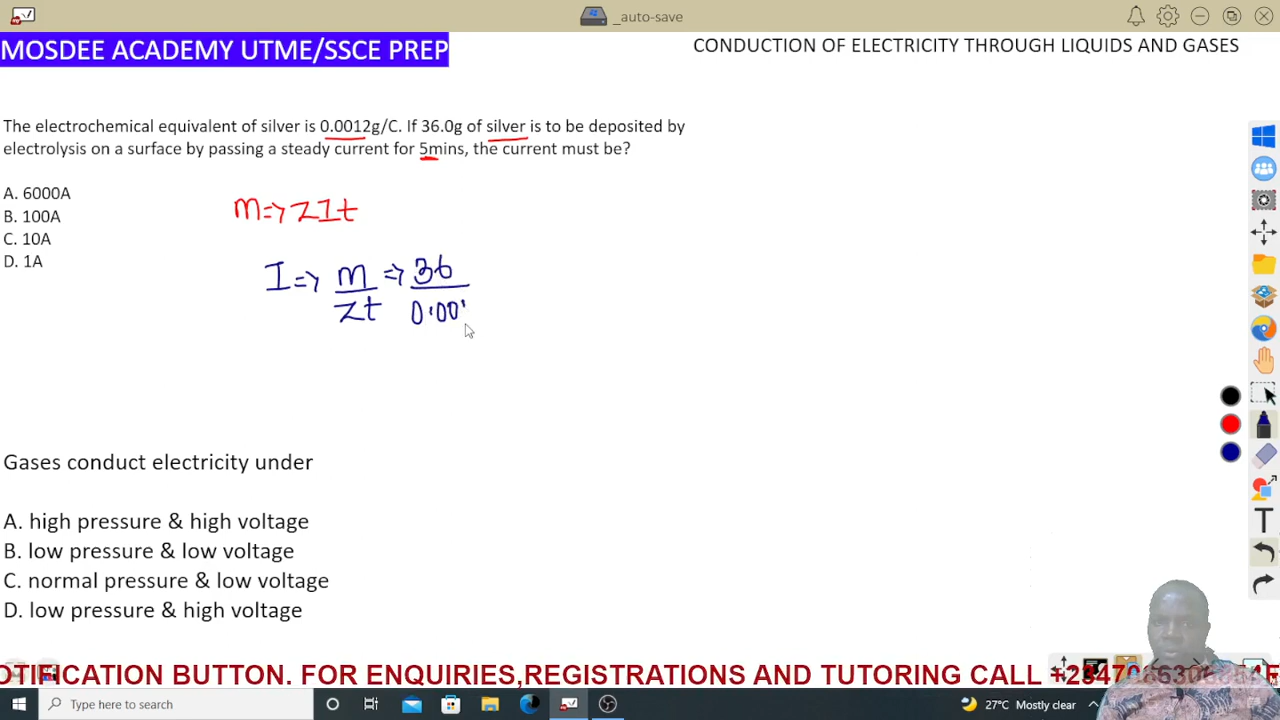 _auto-save
MOSDEE ACADEMY UTME/SSCE PREP
CONDUCTION OF ELECTRICITY THROUGH LIQUIDS AND GASES
The electrochemical equivalent of silver is 0.0012g/C. If 36.0g of silver is to be deposited by
electrolysis on a surface by passing a steady current for 5mins, the current must be?
A. 6000A
B. 100A
C. 10A
D. 1A
m=> ZIt
I => m/Zt => 36/0.00
Gases conduct electricity under
A. high pressure & high voltage
B. low pressure & low voltage
C. normal pressure & low voltage
D. low pressure & high voltage
NOTIFICATION BUTTON. FOR ENQUIRIES,REGISTRATIONS AND TUTORING CALL
Type here to search
27°C Mostly clear